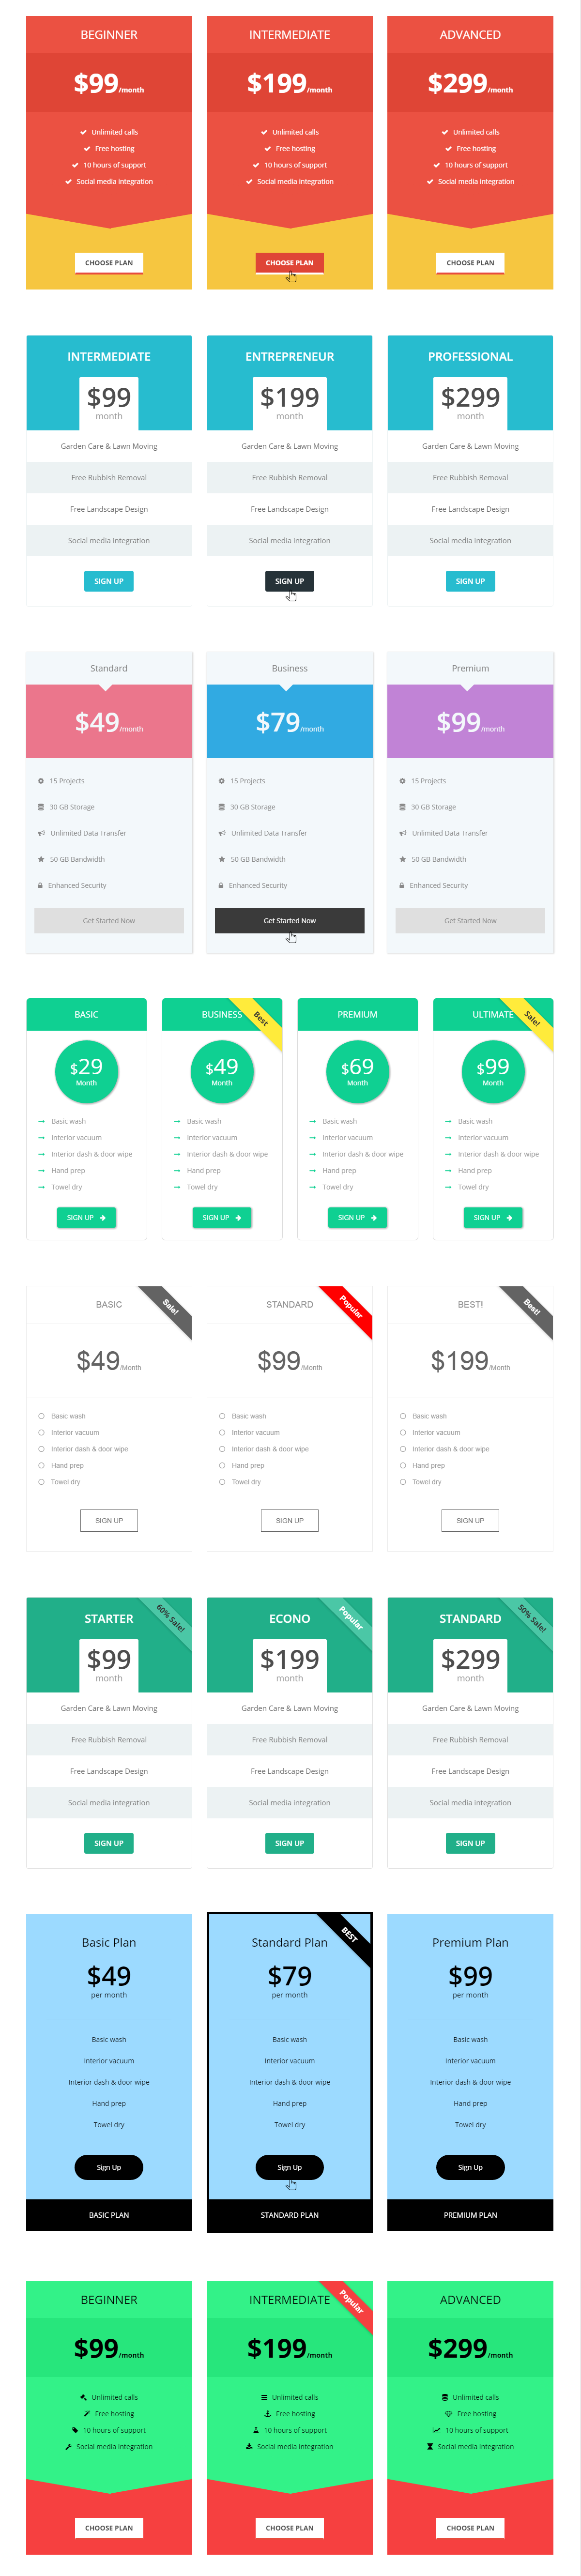 BEGINNER
$99/month
Unlimited calls
Free hosting
10 hours of support
Social media integration
CHOOSE PLAN
INTERMEDIATE
$199/month
Unlimited calls
Free hosting
10 hours of support
Social media integration
CHOOSE PLAN
ADVANCED
$299/month
Unlimited calls
Free hosting
10 hours of support
Social media integration
CHOOSE PLAN
INTERMEDIATE
$99
month
Garden Care & Lawn Moving
Free Rubbish Removal
Free Landscape Design
Social media integration
SIGN UP
ENTREPRENEUR
$199
month
Garden Care & Lawn Moving
Free Rubbish Removal
Free Landscape Design
Social media integration
SIGN UP
PROFESSIONAL
$299
month
Garden Care & Lawn Moving
Free Rubbish Removal
Free Landscape Design
Social media integration
SIGN UP
Standard
$49/month
15 Projects
30 GB Storage
Unlimited Data Transfer
50 GB Bandwidth
Enhanced Security
Get Started Now
Business
$79/month
15 Projects
30 GB Storage
Unlimited Data Transfer
50 GB Bandwidth
Enhanced Security
Get Started Now
Premium
$99/month
15 Projects
30 GB Storage
Unlimited Data Transfer
50 GB Bandwidth
Enhanced Security
Get Started Now
BASIC
$29
Month
Basic wash
Interior vacuum
Interior dash & door wipe
Hand prep
Towel dry
SIGN UP
BUSINESS
Best
$49
Month
Basic wash
Interior vacuum
Interior dash & door wipe
Hand prep
Towel dry
SIGN UP
PREMIUM
$69
Month
Basic wash
Interior vacuum
Interior dash & door wipe
Hand prep
Towel dry
SIGN UP
ULTIMATE
Sale!
$99
Month
Basic wash
Interior vacuum
Interior dash & door wipe
Hand prep
Towel dry
SIGN UP
BASIC
Sale!
$49/Month
Basic wash
Interior vacuum
Interior dash & door wipe
Hand prep
Towel dry
SIGN UP
STANDARD
Popular
$99/Month
Basic wash
Interior vacuum
Interior dash & door wipe
Hand prep
Towel dry
SIGN UP
BEST!
Best!
$199/Month
Basic wash
Interior vacuum
Interior dash & door wipe
Hand prep
Towel dry
SIGN UP
STARTER
60% Sale!
$99
month
Garden Care & Lawn Moving
Free Rubbish Removal
Free Landscape Design
Social media integration
SIGN UP
ECONO
Popular
$199
month
Garden Care & Lawn Moving
Free Rubbish Removal
Free Landscape Design
Social media integration
SIGN UP
STANDARD
50% Sale!
$299
month
Garden Care & Lawn Moving
Free Rubbish Removal
Free Landscape Design
Social media integration
SIGN UP
Basic Plan
$49
per month
Basic wash
Interior vacuum
Interior dash & door wipe
Hand prep
Towel dry
Sign Up
BASIC PLAN
Standard Plan
BEST
$79
per month
Basic wash
Interior vacuum
Interior dash & door wipe
Hand prep
Towel dry
Sign Up
STANDARD PLAN
Premium Plan
$99
per month
Basic wash
Interior vacuum
Interior dash & door wipe
Hand prep
Towel dry
Sign Up
PREMIUM PLAN
BEGINNER
$99/month
Unlimited calls
Free hosting
10 hours of support
Social media integration
CHOOSE PLAN
INTERMEDIATE
Popular
$199/month
Unlimited calls
Free hosting
10 hours of support
Social media integration
CHOOSE PLAN
ADVANCED
$299/month
Unlimited calls
Free hosting
10 hours of support
Social media integration
CHOOSE PLAN